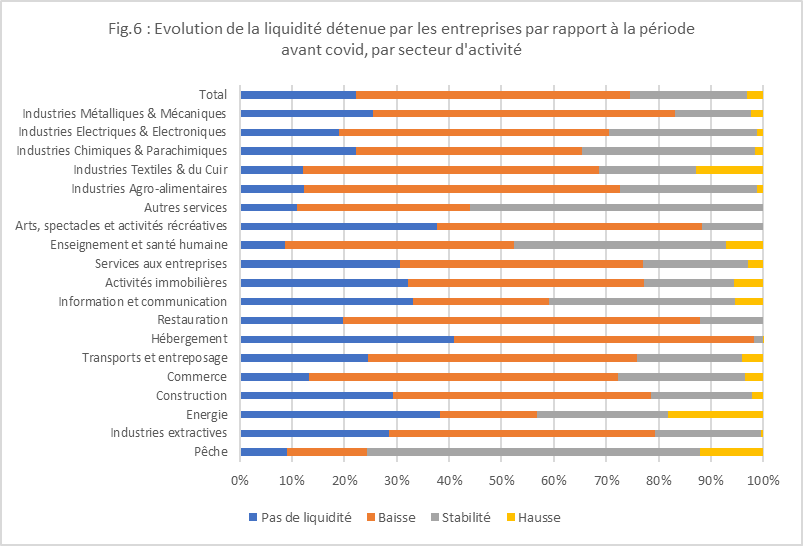 Fig.6 : Evolution de la liquidité détenue par les entreprises par rapport à la période
avant covid, par secteur d'activité
Total
Industries Métalliques & Mécaniques
Industries Electriques & Electroniques
Industries Chimiques & Parachimiques
Industries Textiles & du Cuir
Industries Agro-alimentaires
Autres services
Arts, spectacles et activités récréatives
Enseignement et santé humaine
Services aux entreprises
Activités immobilières
Information et communication
Restauration
Hébergement
Transports et entreposage
Commerce
Construction
Energie
Industries extractives
Pêche
0% 10% 20% 30% 40% 50% 60% 70% 80% 90% 100%
Pas de liquidité Baisse Stabilité Hausse